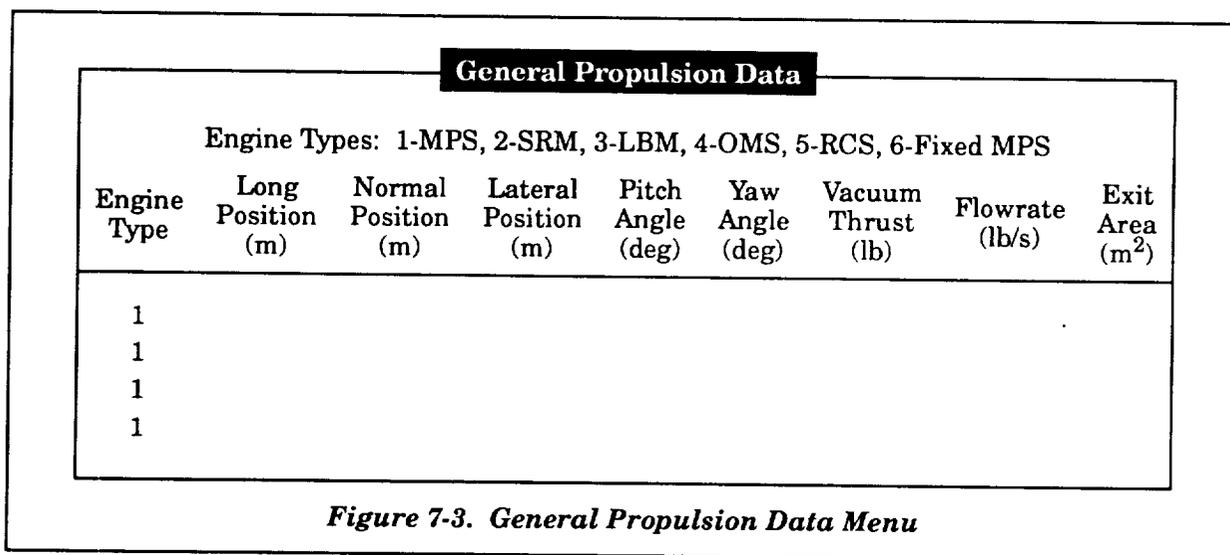 General Propulsion Data
Engine Types: 1-MPS, 2-SRM, 3-LBM, 4-OMS, 5-RCS, 6-Fixed MPS
Engine Type Long Position (m) Normal Position (m) Lateral Position (m) Pitch Angle (deg) Yaw Angle (deg) Vacuum Thrust (lb) Flowrate (lb/s) Exit Area (m²)
1
1
1
1
Figure 7-3. General Propulsion Data Menu